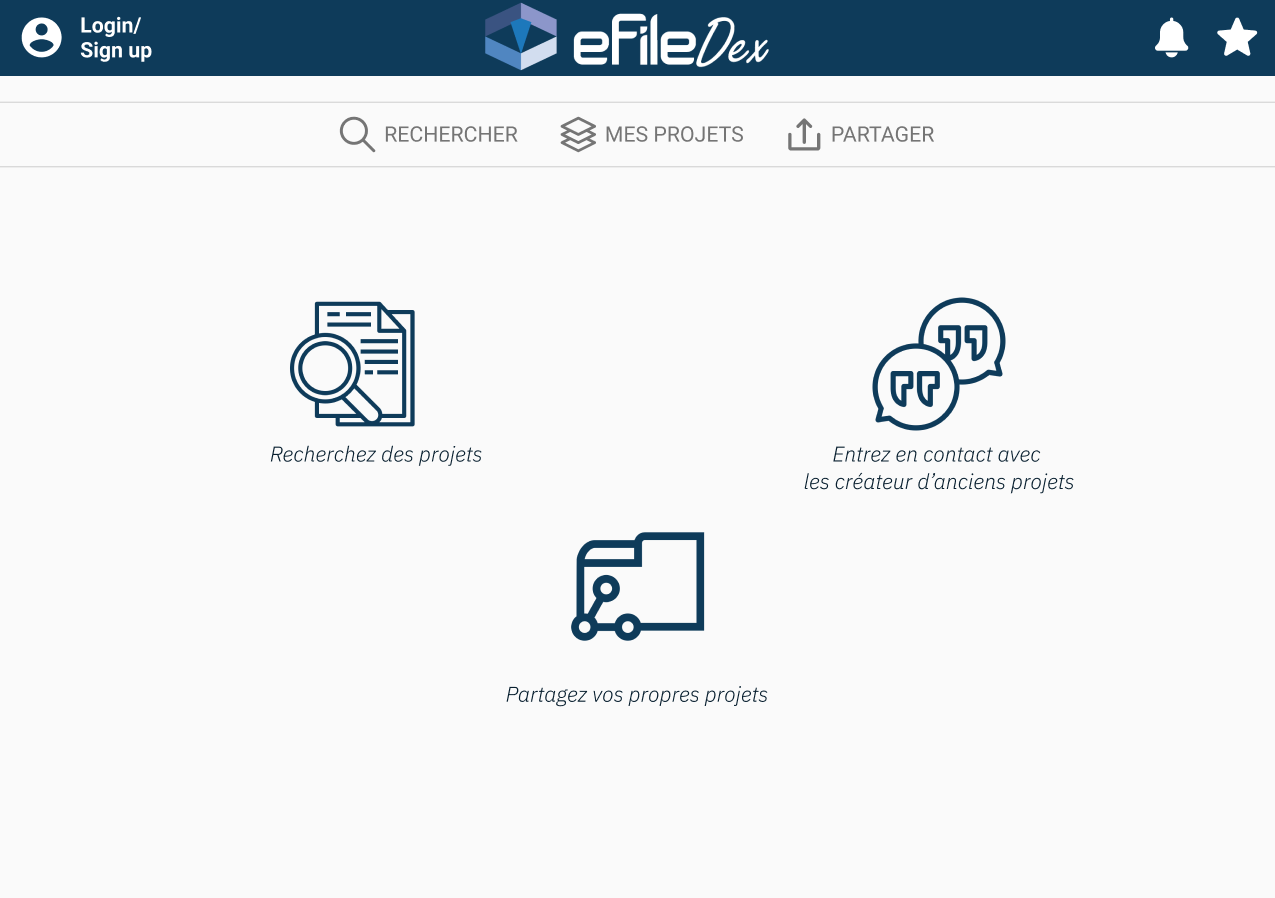 Login/
Sign up
eFileDex
RECHERCHER
MES PROJETS
PARTAGER
Recherchez des projets
Entrez en contact avec
les créateur d’anciens projets
Partagez vos propres projets